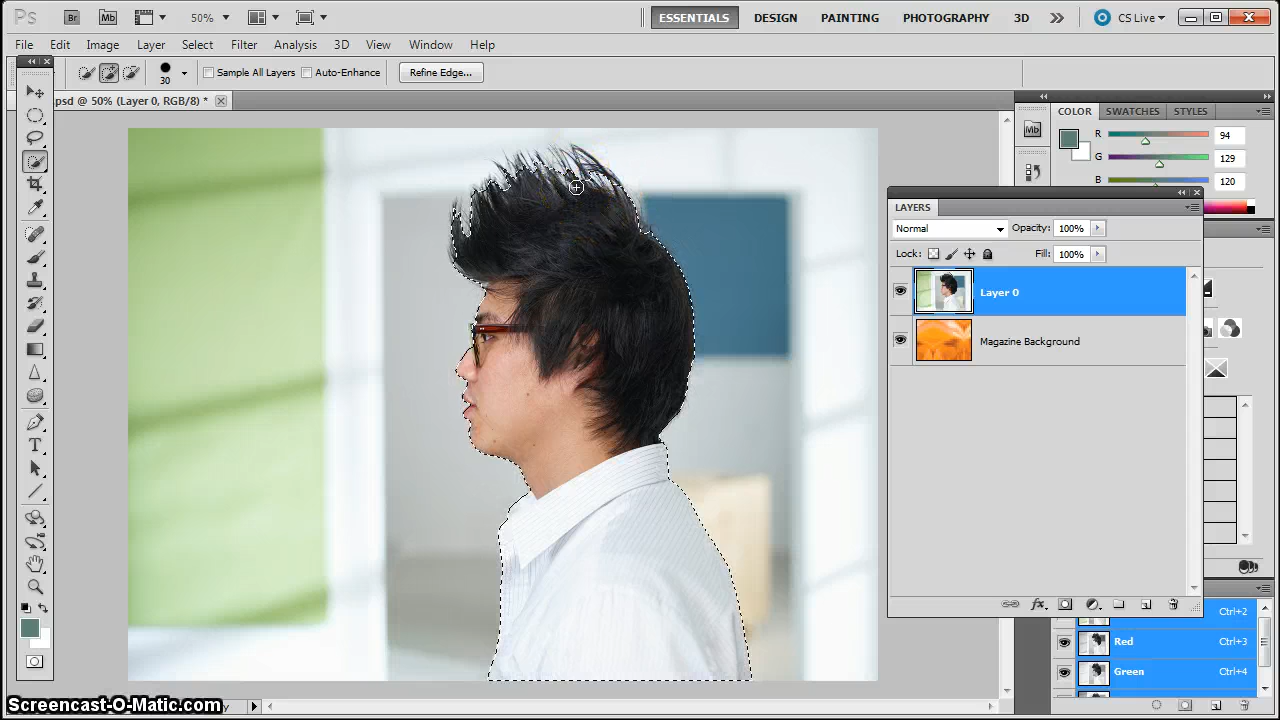 Ps Br Mb 50% ESSENTIALS DESIGN PAINTING PHOTOGRAPHY 3D CS Live
File Edit Image Layer Select Filter Analysis 3D View Window Help
30 Sample All Layers Auto-Enhance Refine Edge...
psd @ 50% (Layer 0, RGB/8) *
COLOR SWATCHES STYLES
Mb
R 94
G 129
B 120
LAYERS
Normal Opacity: 100%
Lock: Fill: 100%
Layer 0
Magazine Background
T
fx
Ctrl+2
Red Ctrl+3
Green Ctrl+4
Screencast-O-Matic.com